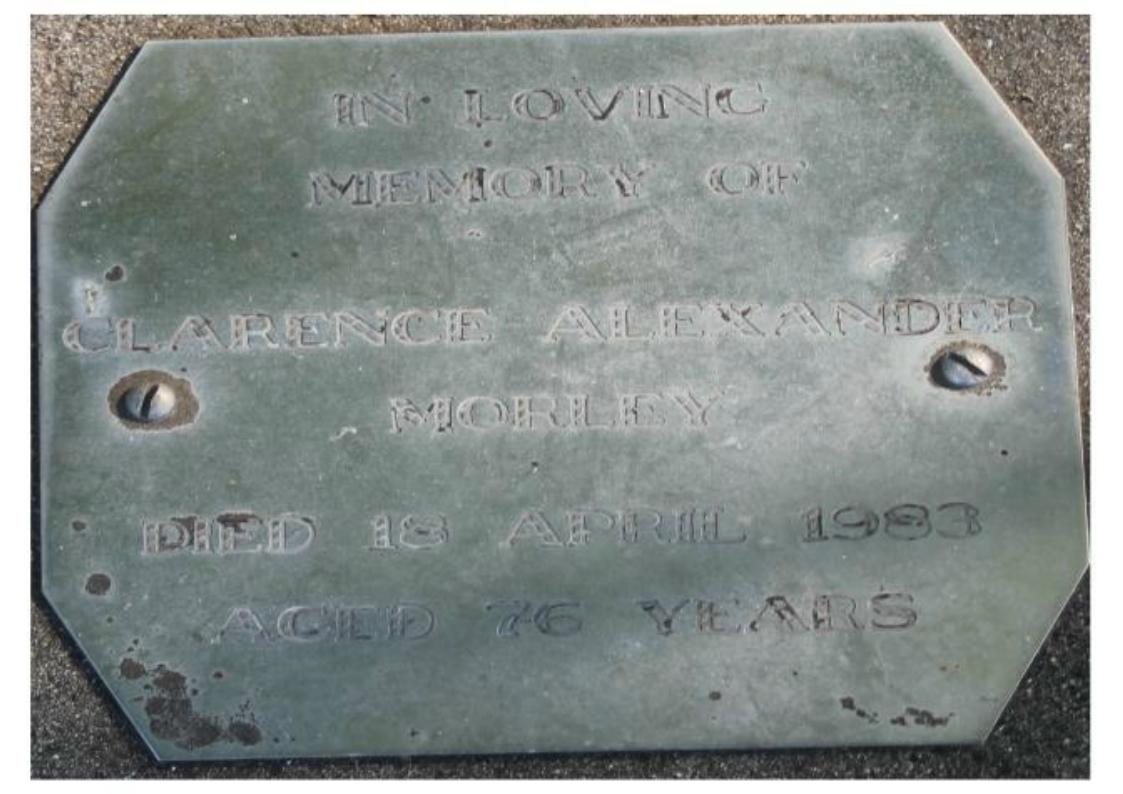 IN LOVING
MEMORY OF
CLARENCE ALEXANDER
MORLEY
DIED 18 APRIL 1983
AGED 76 YEARS